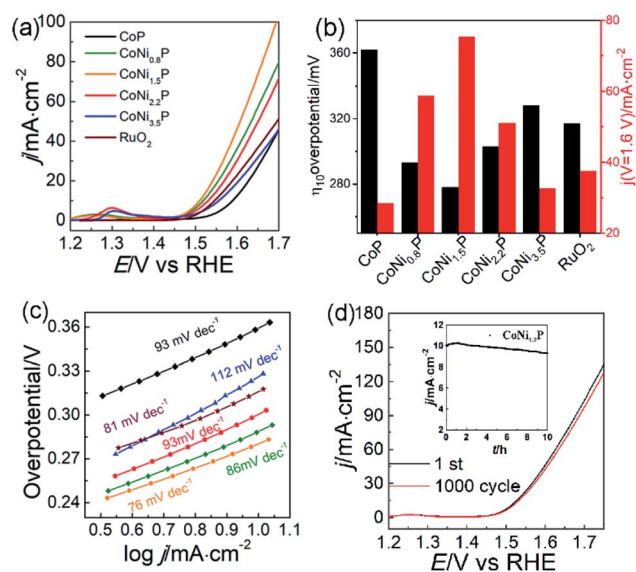 (a)
j/mA·cm⁻²
100
80
60
40
20
0
CoP
CoNi₀.₈P
CoNi₁.₅P
CoNi₂.₂P
CoNi₃.₅P
RuO₂
1.2 1.3 1.4 1.5 1.6 1.7
E/V vs RHE
(b)
η₁₀overpotential/mV
360
320
280
j(V=1.6 V)/mA·cm⁻²
80
60
40
20
CoP
CoNi₀.₈P
CoNi₁.₅P
CoNi₂.₂P
CoNi₃.₅P
RuO₂
(c)
Overpotential/V
0.36
0.33
0.30
0.27
0.24
93 mV dec⁻¹
112 mV dec⁻¹
81 mV dec⁻¹
93mV dec⁻¹
86mV dec⁻¹
76 mV dec⁻¹
0.4 0.6 0.8 1.0 1.2
log j/mA·cm⁻²
(d)
j/mA·cm⁻²
180
150
120
90
60
30
0
CoNi₁.₅P
j/mA·cm⁻²
14
12
10
8
6
4
2
0
0 2 4 6 8 10
t/h
1 st
1000 cycle
1.2 1.3 1.4 1.5 1.6 1.7
E/V vs RHE